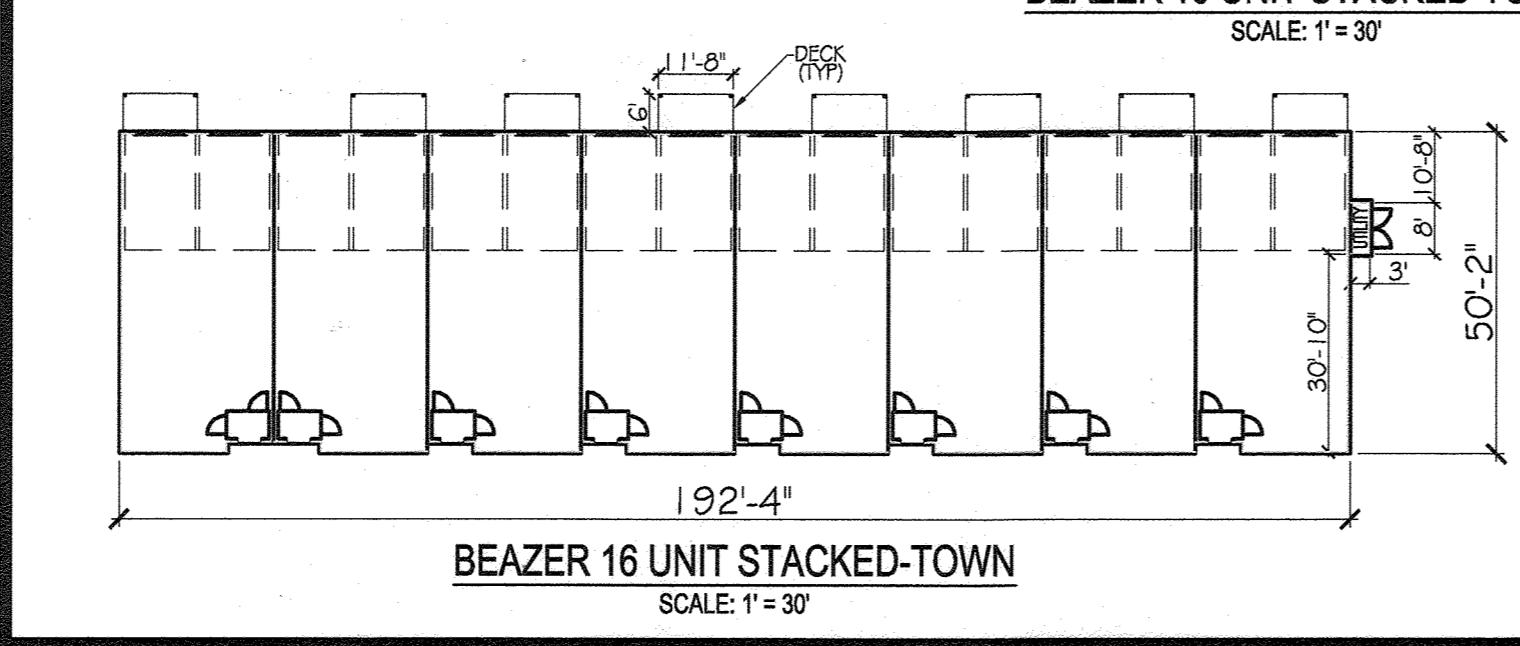 SCALE: 1' = 30'
DECK
(TYP)
11'-8"
6'
10'-8"
UTILITY
8'
3'
50'-2"
30'-10"
192'-4"
BEAZER 16 UNIT STACKED-TOWN
SCALE: 1' = 30'